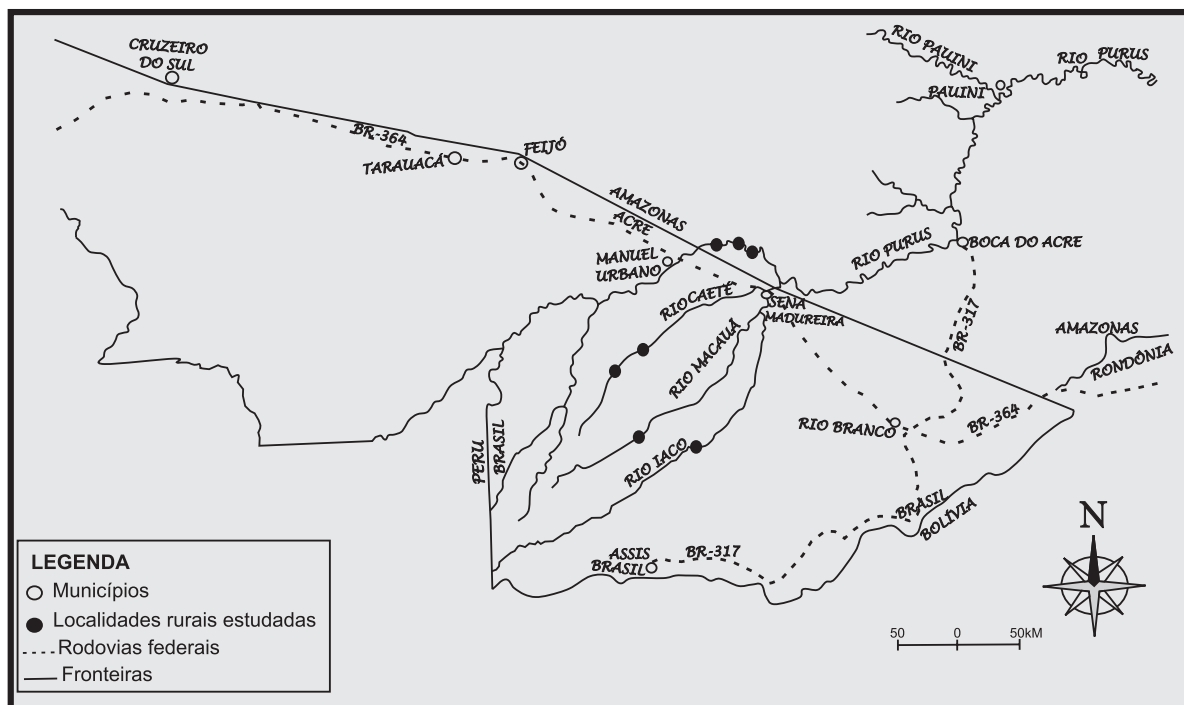 CRUZEIRO
DO SUL
RIO PAUINI
RIO PURUS
PAUINI
BR-364
TARAUACÁ
FEIJÓ
AMAZONAS
ACRE
MANUEL
URBANO
RIO PURUS
BOCA DO ACRE
RIO CAETÉ
SENA
MADUREIRA
RIO MACAUÃ
BR-317
AMAZONAS
RONDÔNIA
RIO BRANCO
BR-364
PERU
BRASIL
RIO IACO
BRASIL
BOLÍVIA
ASSIS
BRASIL
BR-317
N
LEGENDA
Municípios
Localidades rurais estudadas
Rodovias federais
Fronteiras
50 0 50kM